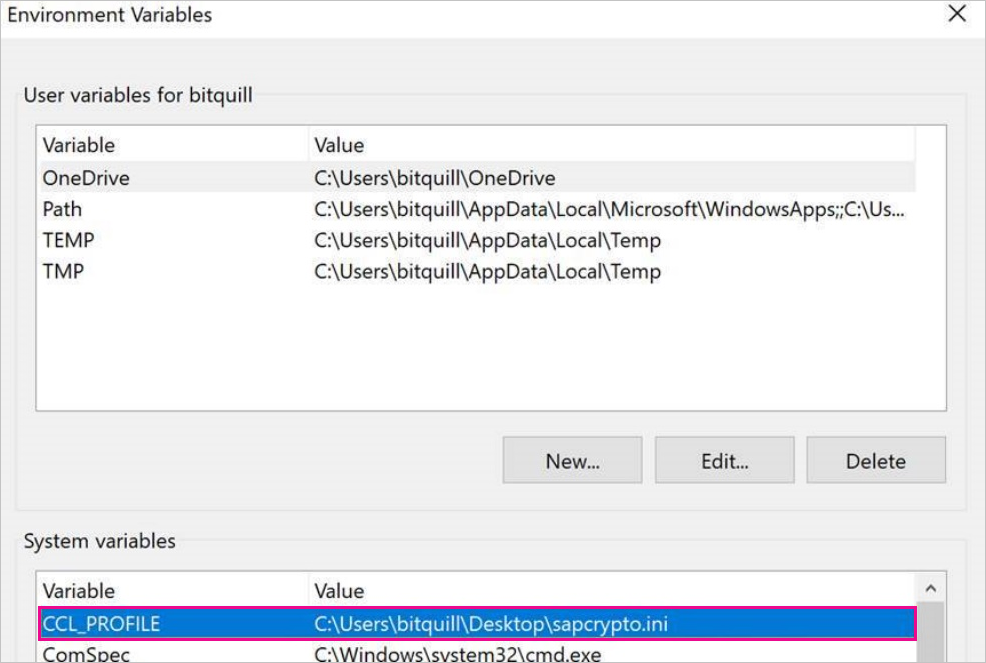 Environment Variables
User variables for bitquill
Variable Value
OneDrive C:\Users\bitquill\OneDrive
Path C:\Users\bitquill\AppData\Local\Microsoft\WindowsApps;;C:\Us...
TEMP C:\Users\bitquill\AppData\Local\Temp
TMP C:\Users\bitquill\AppData\Local\Temp
New... Edit... Delete
System variables
Variable Value
CCL_PROFILE C:\Users\bitquill\Desktop\sapcrypto.ini
ComSpec C:\Windows\system32\cmd.exe